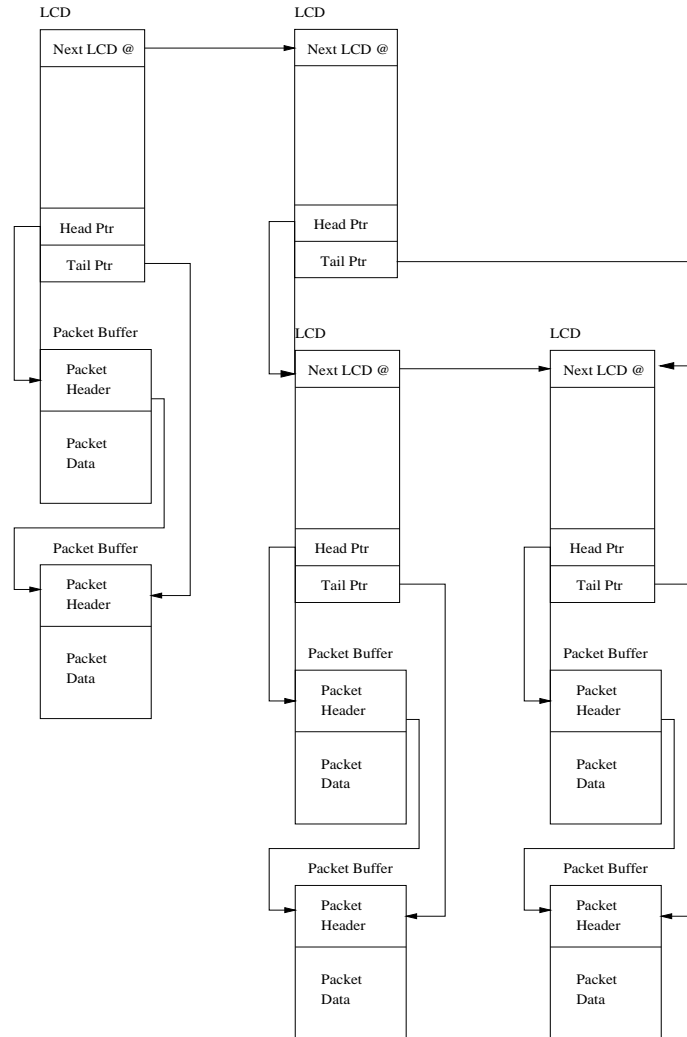 LCD
Next LCD @
Head Ptr
Tail Ptr
Packet Buffer
Packet
Header
Packet
Data
Packet Buffer
Packet
Header
Packet
Data
LCD
Next LCD @
Head Ptr
Tail Ptr
LCD
Next LCD @
Head Ptr
Tail Ptr
Packet Buffer
Packet
Header
Packet
Data
Packet Buffer
Packet
Header
Packet
Data
LCD
Next LCD @
Head Ptr
Tail Ptr
Packet Buffer
Packet
Header
Packet
Data
Packet Buffer
Packet
Header
Packet
Data